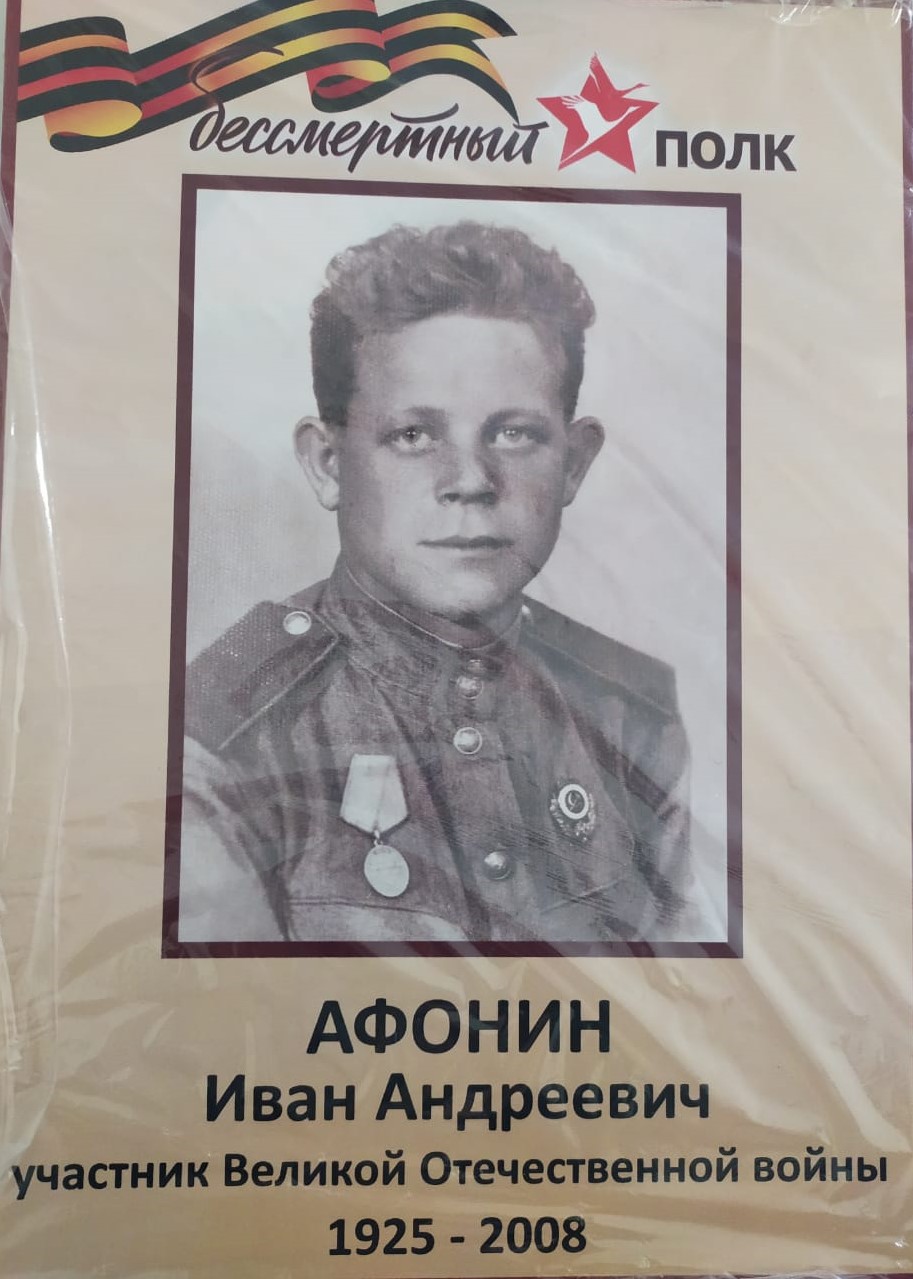 бессмертный полк
АФОНИН
Иван Андреевич
участник Великой Отечественной войны
1925 - 2008